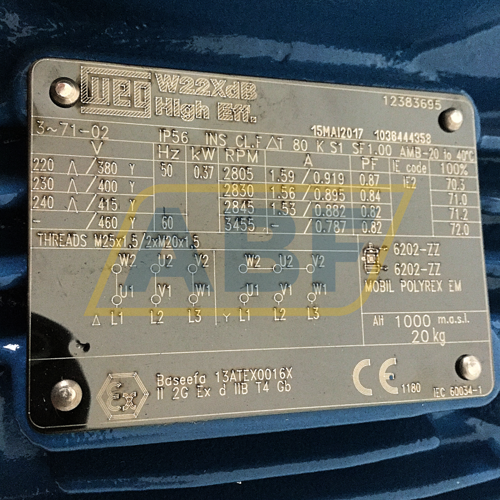 WEG W22Xdb
High Eff.
12383695
3~71-02 IP56 INS CL.F ΔT 80 K S1 SF1.00 AMB-20 to 40°C
15MAI2017 1038444358
V Hz kW RPM A PF IE code 100%
220 Δ/380 Y 50 0.37 2805 1.59/0.919 0.87 IE2 70.5
230 Δ/400 Y 2830 1.56/0.895 0.84 71.0
240 Δ/415 Y 2845 1.53/0.882 0.82 71.2
- /460 Y 60 3455 -/0.787 0.82 72.0
THREADS M25x1,5/2xM20x1,5
W2 U2 V2 W2 U2 V2
U1 V1 W1 U1 V1 W1
Δ L1 L2 L3 Y L1 L2 L3
6202-ZZ
6202-ZZ
MOBIL POLYREX EM
Alt 1000 m.a.s.l.
20kg
ABF
Ex
Baseefa 13ATEX0016X
II 2G Ex d IIB T4 Gb
CE 1180 IEC 60034-1